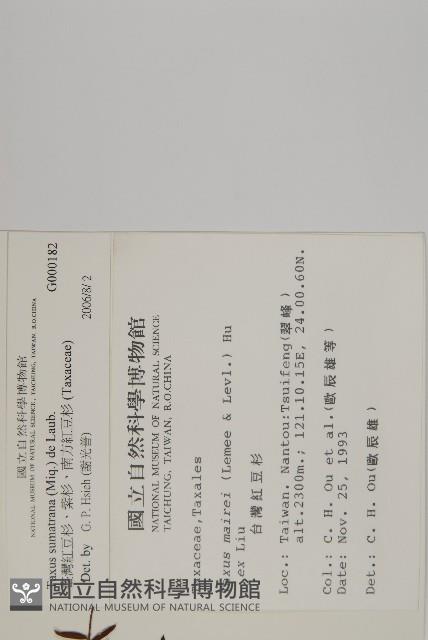 國立自然科學博物館
NATIONAL MUSEUM OF NATURAL SCIENCE, TAICHUNG, TAIWAN, R.O.CHINA
Taxus sumatrana (Miq.) de Laub. G000182
臺灣紅豆杉、紫杉、南方紅豆杉 (Taxaceae)
Det. by G. P. Hsieh (謝光普) 2006/8/ 2
國立自然科學博物館
NATIONAL MUSEUM OF NATURAL SCIENCE
TAICHUNG, TAIWAN, R.O.CHINA
xaceae,Taxales
xus mairei (Lemee & Levl.) Hu
ex Liu
台灣紅豆杉
Loc.: Taiwan. Nantou:Tsuifeng(翠峰)
alt.2300m.; 121.10.15E, 24.00.60N.
Col.: C. H. Ou et al.(歐辰雄等)
Date: Nov. 25, 1993
Det.: C. H. Ou(歐辰雄)
國立自然科學博物館
NATIONAL MUSEUM OF NATURAL SCIENCE